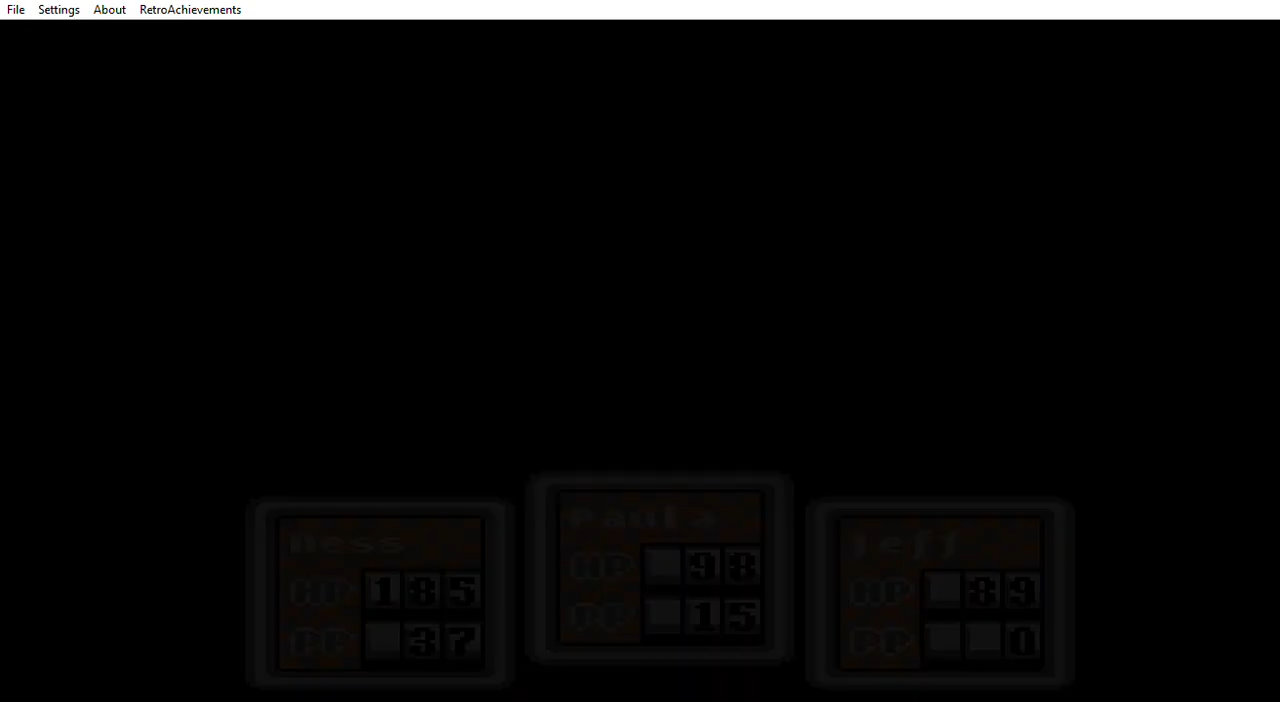 File Settings About RetroAchievements
Ness
HP 185
PP 37
Paula
HP 98
PP 15
Jeff
HP 89
PP 0